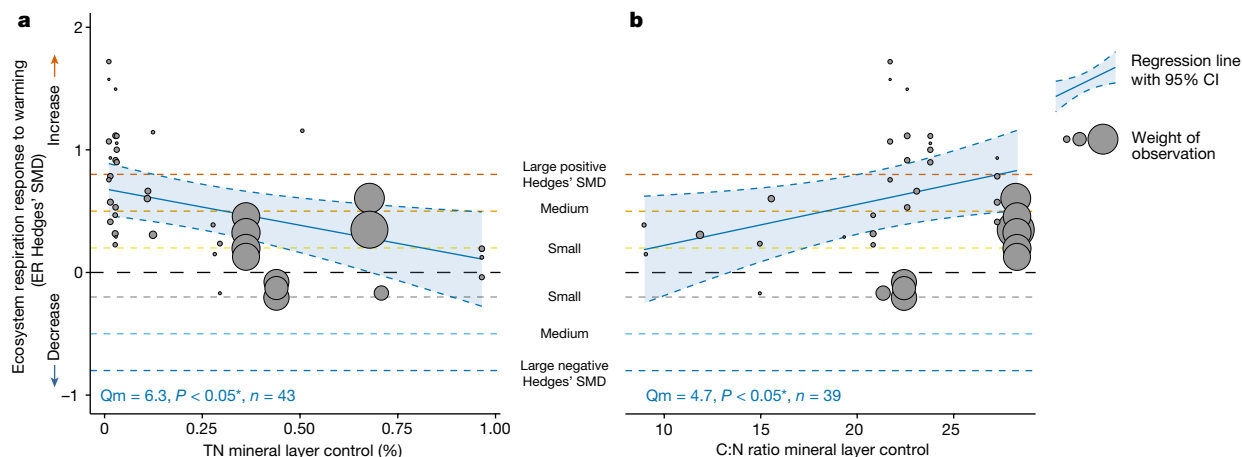 a
b
Ecosystem respiration response to warming
(ER Hedges' SMD)
Decrease
Increase
2
1
0
−1
0
0.25
0.50
0.75
1.00
TN mineral layer control (%)
Qm = 6.3, P < 0.05*, n = 43
Large positive
Hedges' SMD
Medium
Small
Small
Medium
Large negative
Hedges' SMD
Qm = 4.7, P < 0.05*, n = 39
10
15
20
25
C:N ratio mineral layer control
Regression line
with 95% CI
Weight of
observation